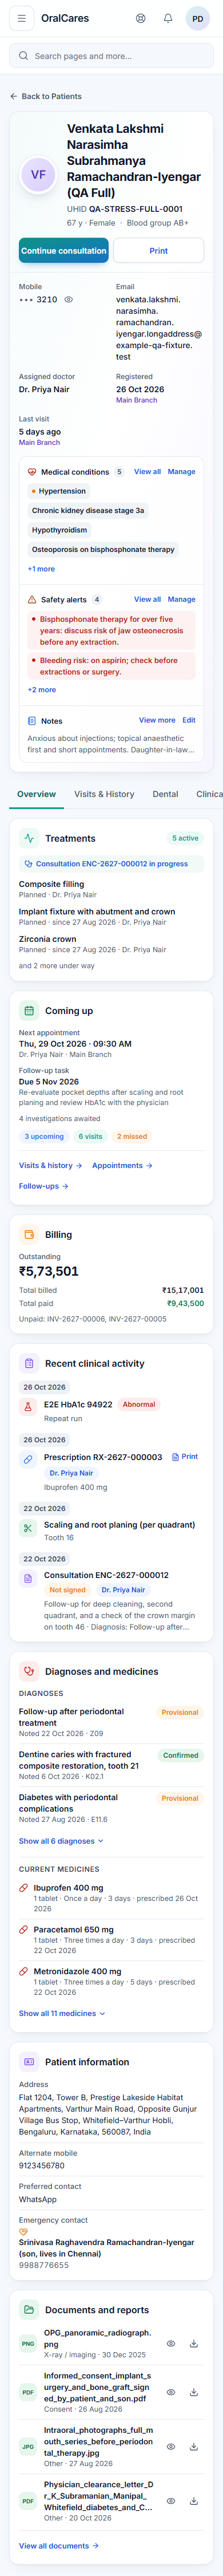 OralCares
PD
Search pages and more...
Back to Patients
VF
Venkata Lakshmi
Narasimha
Subrahmanya
Ramachandran-Iyengar
(QA Full)
UHID QA-STRESS-FULL-0001
67 y · Female · Blood group AB+
Continue consultation
Print
Mobile
••• 3210
Email
venkata.lakshmi.
narasimha.
ramachandran.
iyengar.longaddress@
example-qa-fixture.
test
Assigned doctor
Dr. Priya Nair
Registered
26 Oct 2026
Main Branch
Last visit
5 days ago
Main Branch
Medical conditions 5 View all Manage
Hypertension
Chronic kidney disease stage 3a
Hypothyroidism
Osteoporosis on bisphosphonate therapy
+1 more
Safety alerts 4 View all Manage
Bisphosphonate therapy for over five
years: discuss risk of jaw osteonecrosis
before any extraction.
Bleeding risk: on aspirin; check before
extractions or surgery.
+2 more
Notes View more Edit
Anxious about injections; topical anaesthetic
first and short appointments. Daughter-in-law...
Overview Visits & History Dental Clinica
Treatments 5 active
Consultation ENC-2627-000012 in progress
Composite filling
Planned · Dr. Priya Nair
Implant fixture with abutment and crown
Planned · since 27 Aug 2026 · Dr. Priya Nair
Zirconia crown
Planned · since 27 Aug 2026 · Dr. Priya Nair
and 2 more under way
Coming up
Next appointment
Thu, 29 Oct 2026 · 09:30 AM
Dr. Priya Nair · Main Branch
Follow-up task
Due 5 Nov 2026
Re-evaluate pocket depths after scaling and root
planing and review HbA1c with the physician
4 investigations awaited
3 upcoming 6 visits 2 missed
Visits & history → Appointments →
Follow-ups →
Billing
Outstanding
₹5,73,501
Total billed ₹15,17,001
Total paid ₹9,43,500
Unpaid: INV-2627-00006, INV-2627-00005
Recent clinical activity
26 Oct 2026
E2E HbA1c 94922 Abnormal
Repeat run
26 Oct 2026
Prescription RX-2627-000003 Print
Dr. Priya Nair
Ibuprofen 400 mg
22 Oct 2026
Scaling and root planing (per quadrant)
Tooth 16
22 Oct 2026
Consultation ENC-2627-000012
Not signed Dr. Priya Nair
Follow-up for deep cleaning, second
quadrant, and a check of the crown margin
on tooth 46 · Diagnosis: Follow-up after...
Diagnoses and medicines
DIAGNOSES
Follow-up after periodontal
treatment
Provisional
Noted 22 Oct 2026 · Z09
Dentine caries with fractured
composite restoration, tooth 21
Confirmed
Noted 6 Oct 2026 · K02.1
Diabetes with periodontal
complications
Provisional
Noted 27 Aug 2026 · E11.6
Show all 6 diagnoses
CURRENT MEDICINES
Ibuprofen 400 mg
1 tablet · Once a day · 3 days · prescribed 26 Oct
2026
Paracetamol 650 mg
1 tablet · Three times a day · 3 days · prescribed
22 Oct 2026
Metronidazole 400 mg
1 tablet · Three times a day · 5 days · prescribed
22 Oct 2026
Show all 11 medicines
Patient information
Address
Flat 1204, Tower B, Prestige Lakeside Habitat
Apartments, Varthur Main Road, Opposite Gunjur
Village Bus Stop, Whitefield–Varthur Hobli,
Bengaluru, Karnataka, 560087, India
Alternate mobile
9123456780
Preferred contact
WhatsApp
Emergency contact
Srinivasa Raghavendra Ramachandran-Iyengar
(son, lives in Chennai)
9988776655
Documents and reports
PNG
OPG_panoramic_radiograph.
png
X-ray / imaging · 30 Dec 2025
PDF
Informed_consent_implant_s
urgery_and_bone_graft_sign
ed_by_patient_and_son.pdf
Consent · 26 Aug 2026
JPG
Intraoral_photographs_full_m
outh_series_before_periodon
tal_therapy.jpg
Other · 27 Aug 2026
PDF
Physician_clearance_letter_D
r_K_Subramanian_Manipal_
Whitefield_diabetes_and_C...
Other · 20 Oct 2026
View all documents →